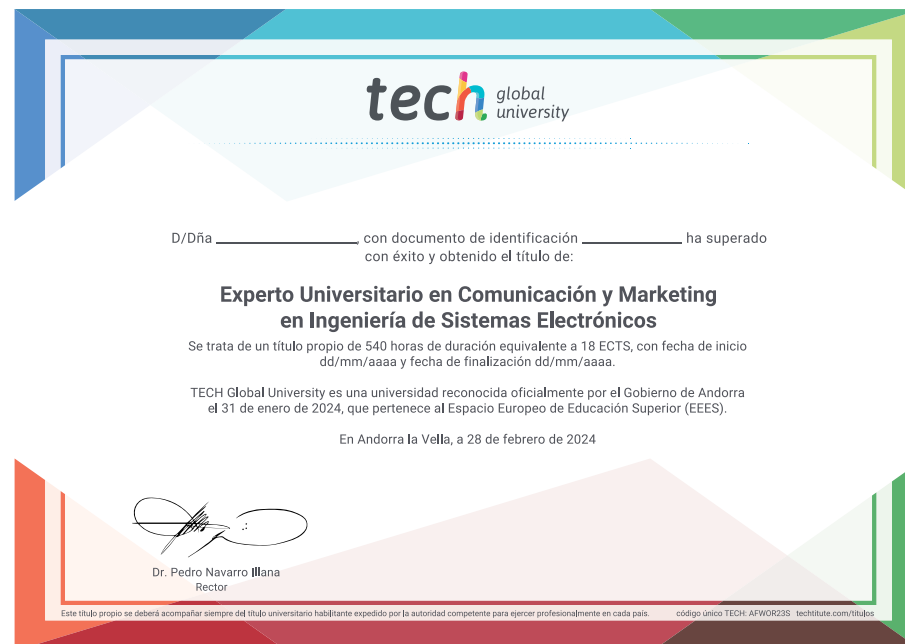 tech global university
D/Dña ____________________, con documento de identificación ______________ ha superado
con éxito y obtenido el título de:
Experto Universitario en Comunicación y Marketing
en Ingeniería de Sistemas Electrónicos
Se trata de un título propio de 540 horas de duración equivalente a 18 ECTS, con fecha de inicio
dd/mm/aaaa y fecha de finalización dd/mm/aaaa.
TECH Global University es una universidad reconocida oficialmente por el Gobierno de Andorra
el 31 de enero de 2024, que pertenece al Espacio Europeo de Educación Superior (EEES).
En Andorra la Vella, a 28 de febrero de 2024
Dr. Pedro Navarro Illana
Rector
Este título propio se deberá acompañar siempre del título universitario habilitante expedido por la autoridad competente para ejercer profesionalmente en cada país. código único TECH: AFWOR23S techtitute.com/titulos